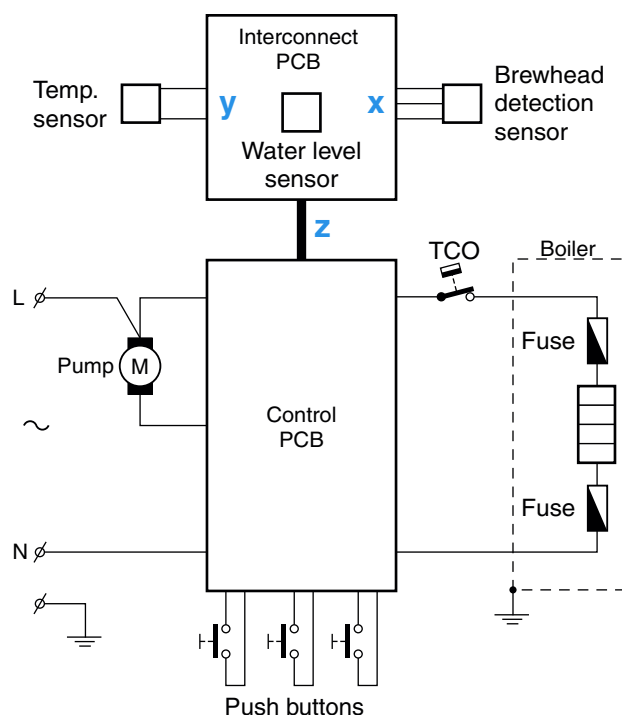 Interconnect
PCB
Temp.
sensor
y
x
Brewhead
detection
sensor
Water level
sensor
z
TCO
Boiler
L
Fuse
Pump
M
Control
PCB
Fuse
N
Push buttons